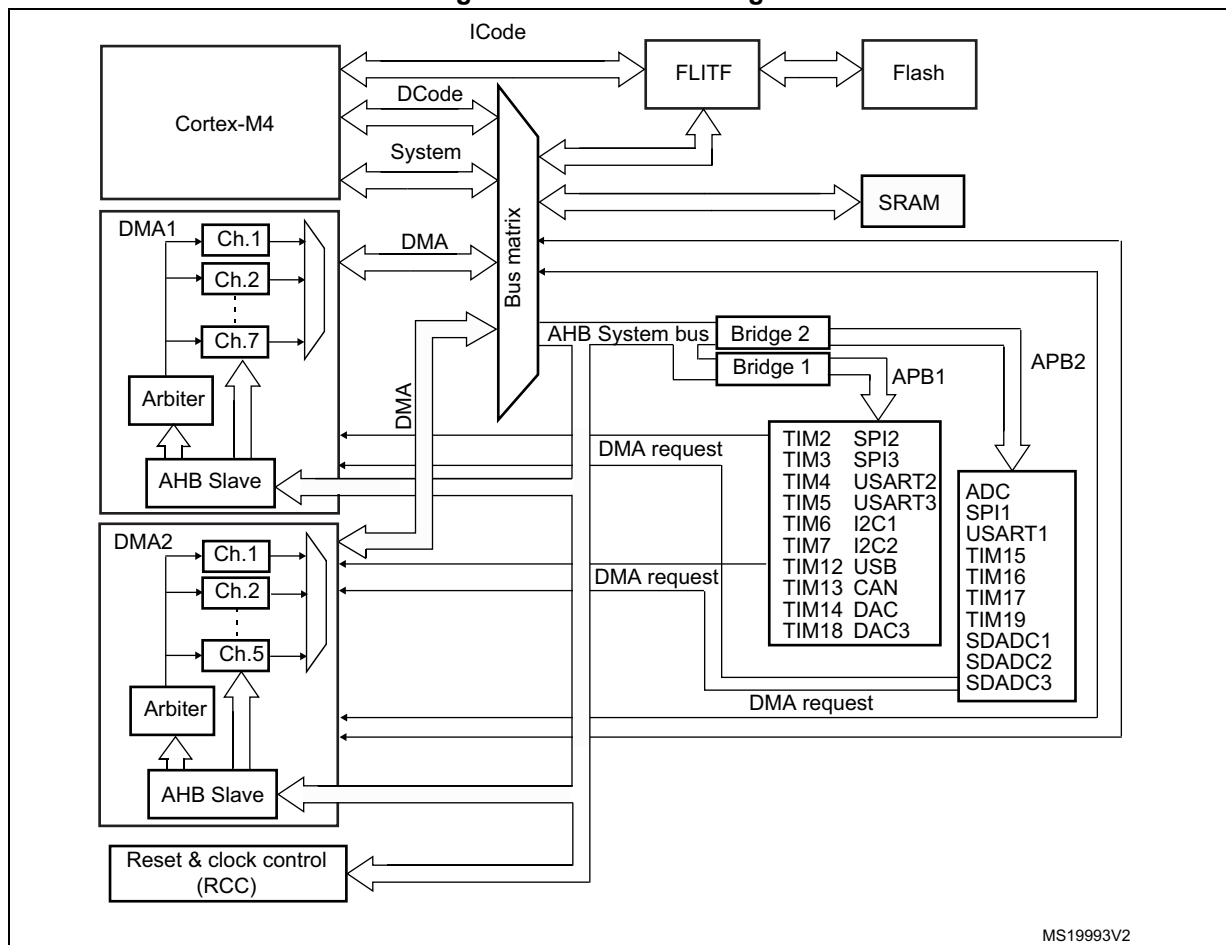 ICode
FLITF
Flash
DCode
Cortex-M4
System
Bus matrix
SRAM
DMA1
Ch.1
Ch.2
Ch.7
Arbiter
AHB Slave
DMA
DMA
AHB System bus
Bridge 2
Bridge 1
APB1
APB2
DMA request
TIM2 SPI2
TIM3 SPI3
TIM4 USART2
TIM5 USART3
TIM6 I2C1
TIM7 I2C2
TIM12 USB
TIM13 CAN
TIM14 DAC
TIM18 DAC3
ADC
SPI1
USART1
TIM15
TIM16
TIM17
TIM19
SDADC1
SDADC2
SDADC3
DMA2
Ch.1
Ch.2
Ch.5
Arbiter
AHB Slave
DMA request
DMA request
Reset & clock control
(RCC)
MS19993V2